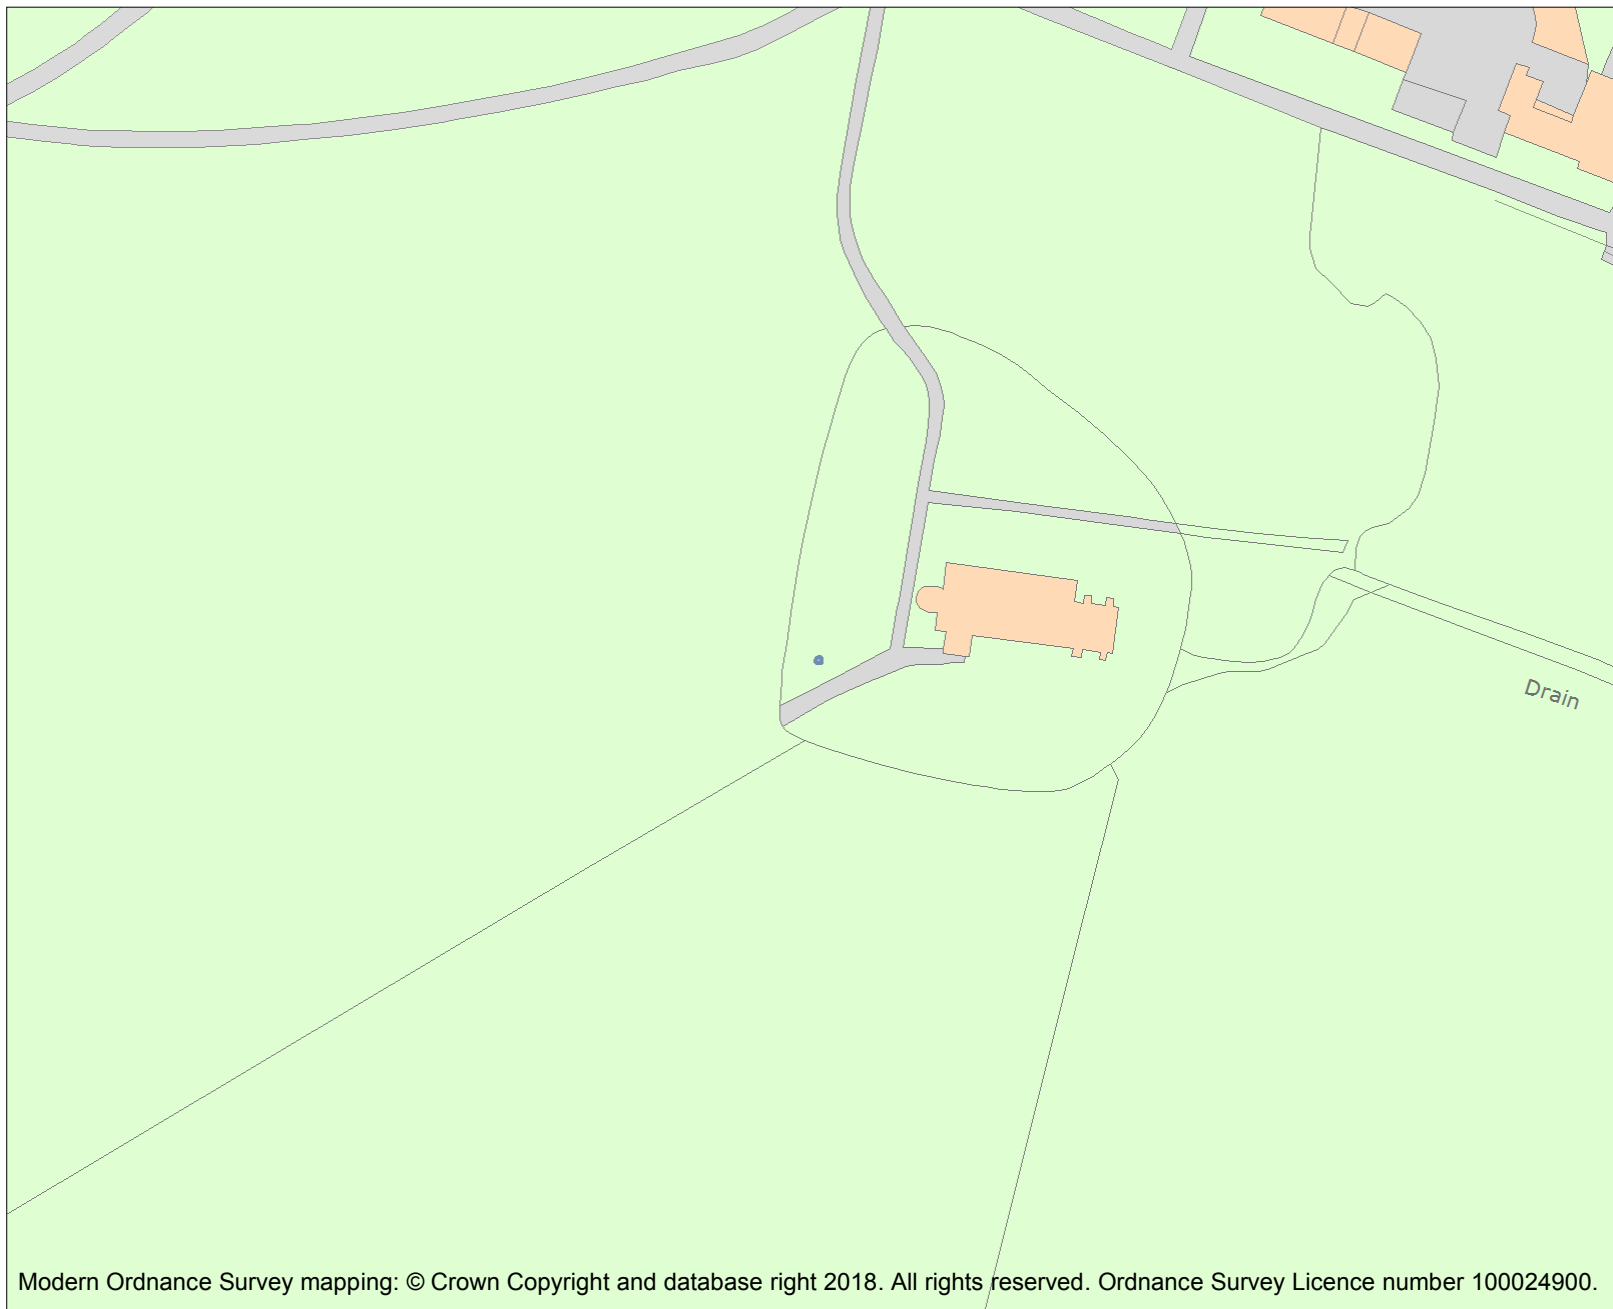 Drain
Modern Ordnance Survey mapping: © Crown Copyright and database right 2018. All rights reserved. Ordnance Survey Licence number 100024900.